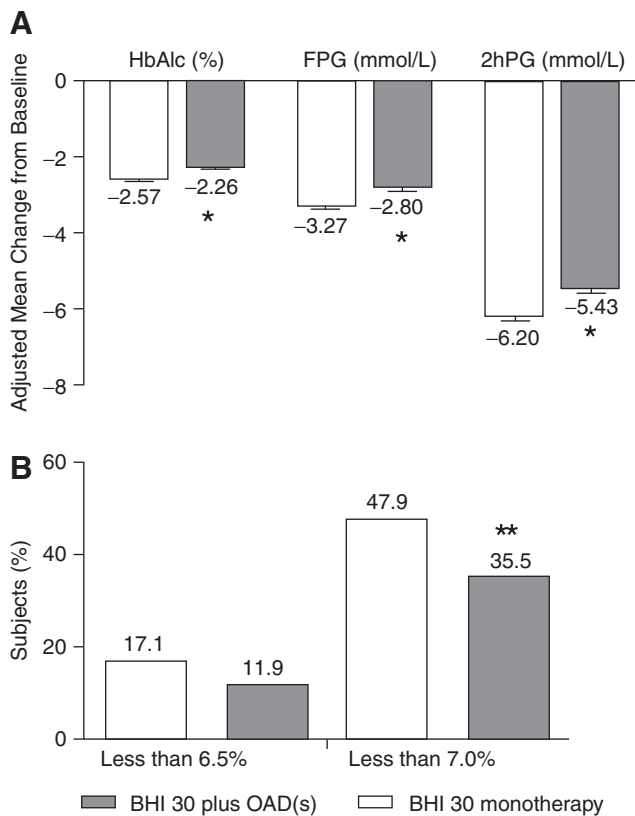 A
HbAlc (%) FPG (mmol/L) 2hPG (mmol/L)
Adjusted Mean Change from Baseline
0
−2
−4
−6
−8
−2.57 −2.26 −3.27 −2.80 −6.20 −5.43
* * *
B
Subjects (%)
60
40
20
0
17.1 11.9 47.9 35.5
**
Less than 6.5% Less than 7.0%
BHI 30 plus OAD(s) BHI 30 monotherapy